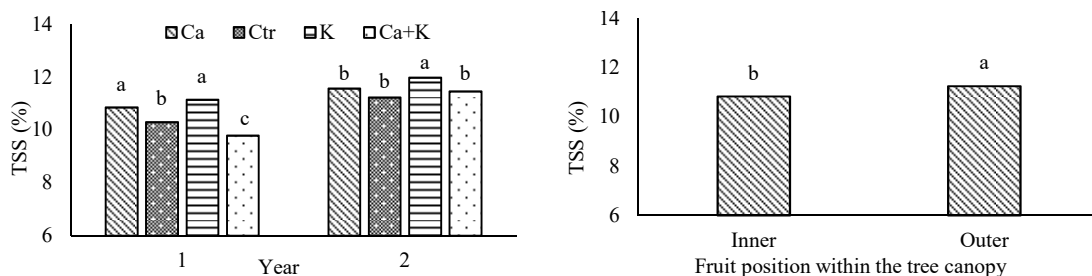 14
12
10
8
6
TSS (%)
Ca Ctr K Ca+K
a b a c b b a b
1 2
Year
14
12
10
8
6
TSS (%)
b a
Inner Outer
Fruit position within the tree canopy